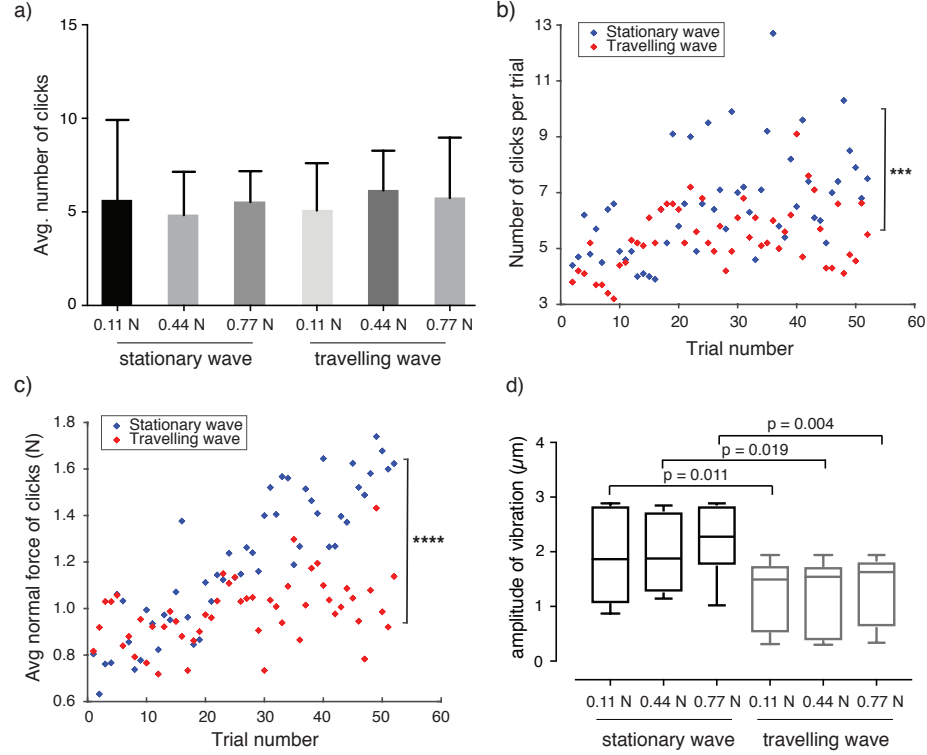 a)
15
10
5
0
Avg. number of clicks
0.11 N 0.44 N 0.77 N 0.11 N 0.44 N 0.77 N
stationary wave travelling wave
b)
Stationary wave
Travelling wave
13
11
9
7
5
3
Number of clicks per trial
***
0 10 20 30 40 50 60
Trial number
c)
Stationary wave
Travelling wave
1.8
1.6
1.4
1.2
1.0
0.8
0.6
Avg normal force of clicks (N)
****
0 10 20 30 40 50 60
Trial number
d)
p = 0.004
p = 0.019
p = 0.011
4
3
2
1
0
amplitude of vibration (µm)
0.11 N 0.44 N 0.77 N 0.11 N 0.44 N 0.77 N
stationary wave travelling wave